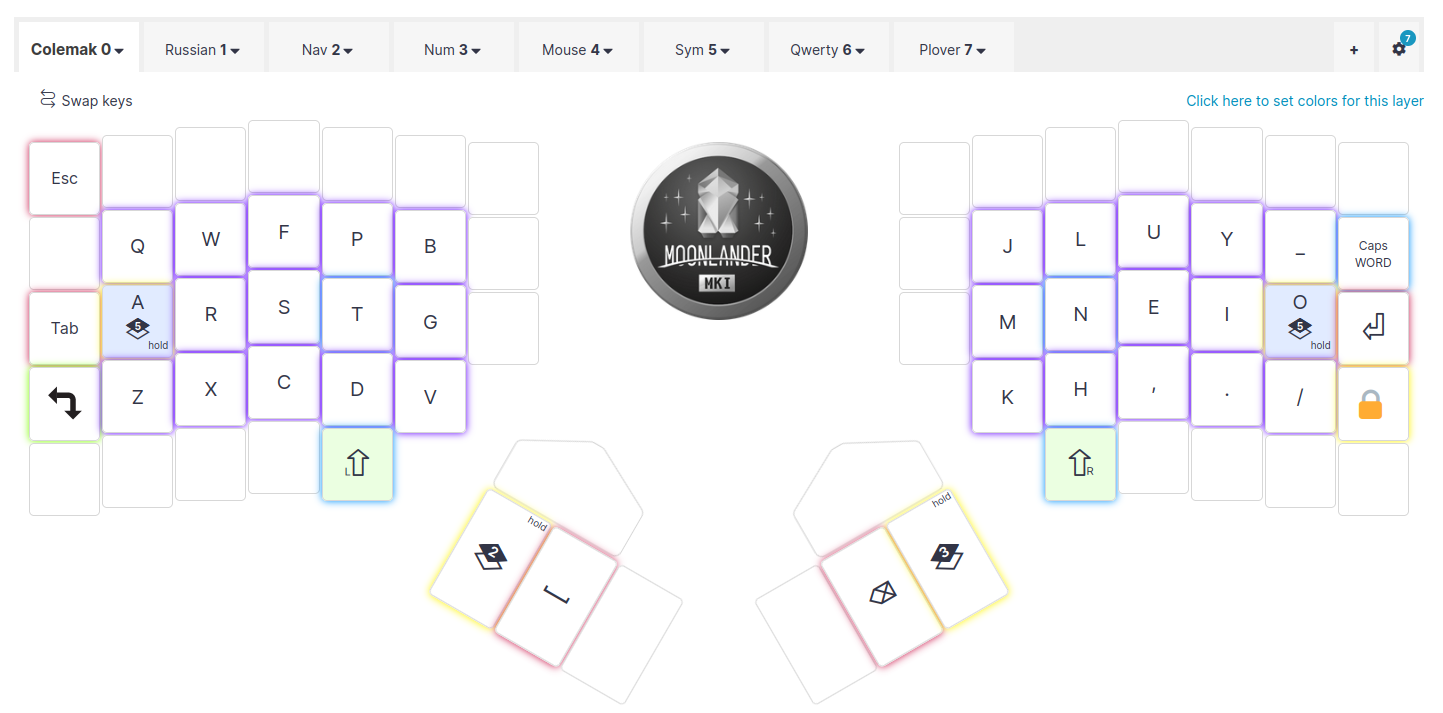 Colemak 0 Russian 1 Nav 2 Num 3 Mouse 4 Sym 5 Qwerty 6 Plover 7 + 7
Swap keys Click here to set colors for this layer
Esc
Q W F P B J L U Y _ Caps
WORD
Tab A R S T G M N E I O
5 5
hold hold
Z X C D V K H , . /
L R
hold hold
2 3
MOONLANDER
MKI